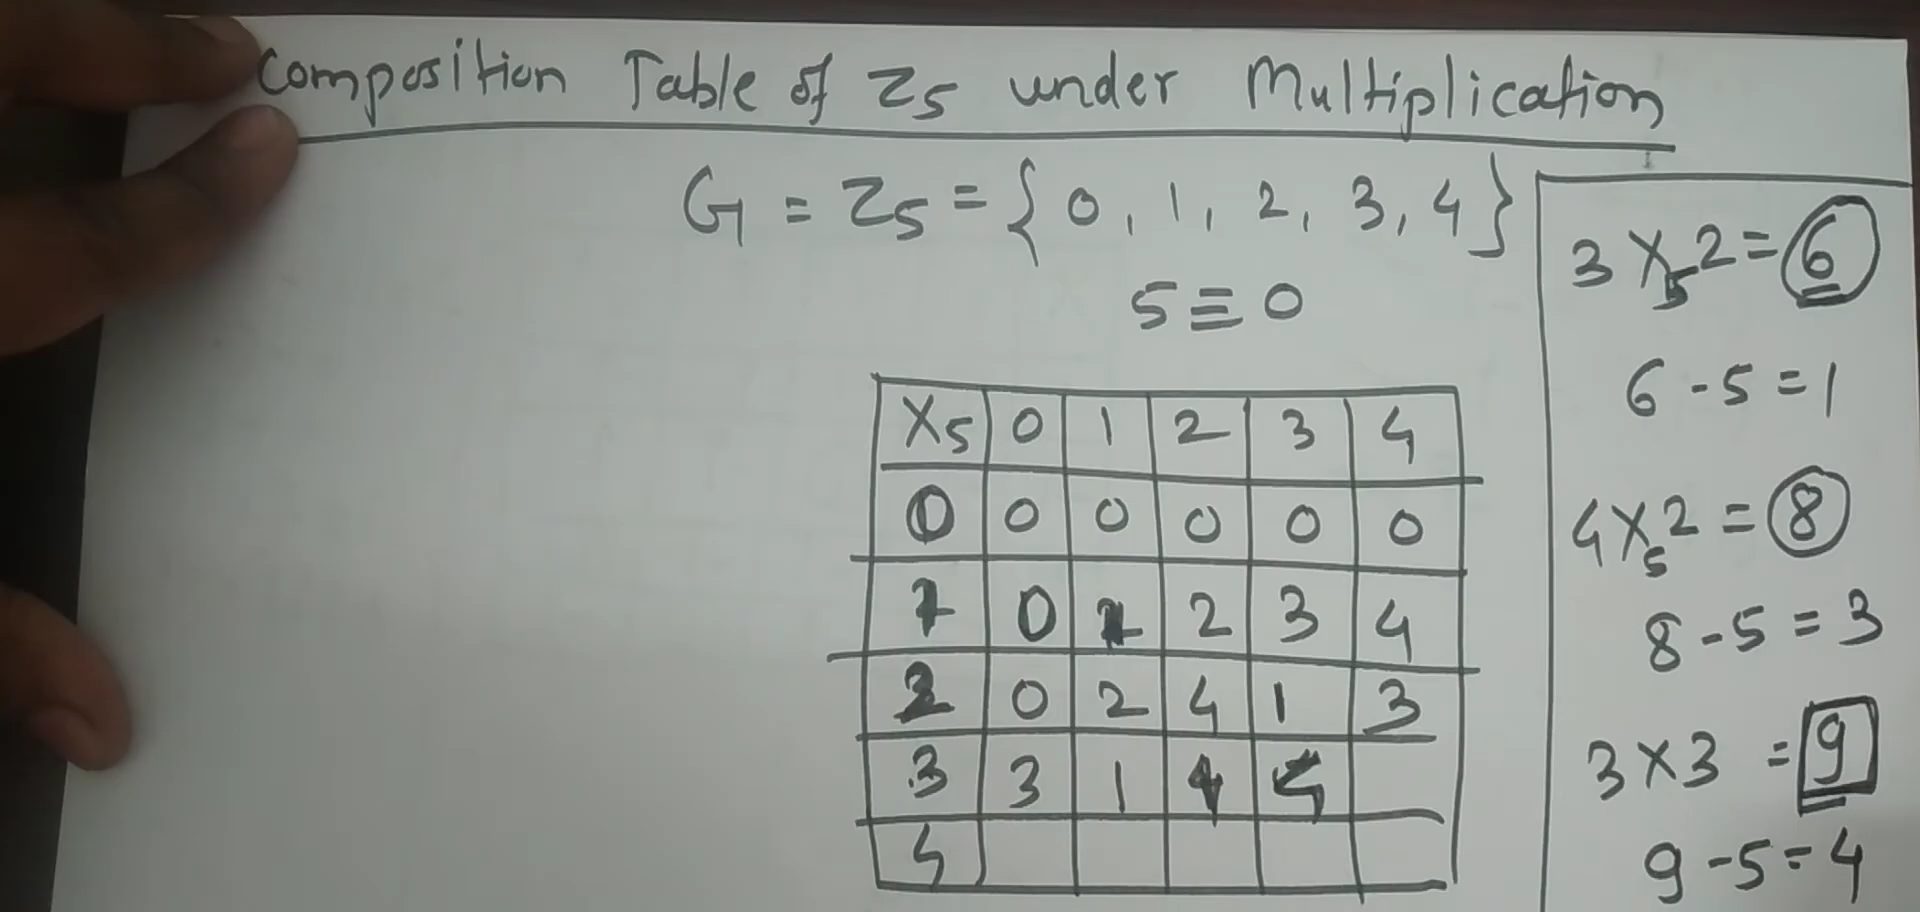 Composition Table of Z5 under Multiplication
G = Z5 = { 0, 1, 2, 3, 4 }
5 ≡ 0
X5 0 1 2 3 4
0 0 0 0 0 0
1 0 1 2 3 4
2 0 2 4 1 3
3 3 1 4 4
4
3 X5 2 = 6
6 - 5 = 1
4 X5 2 = 8
8 - 5 = 3
3 X 3 = 9
9 - 5 = 4